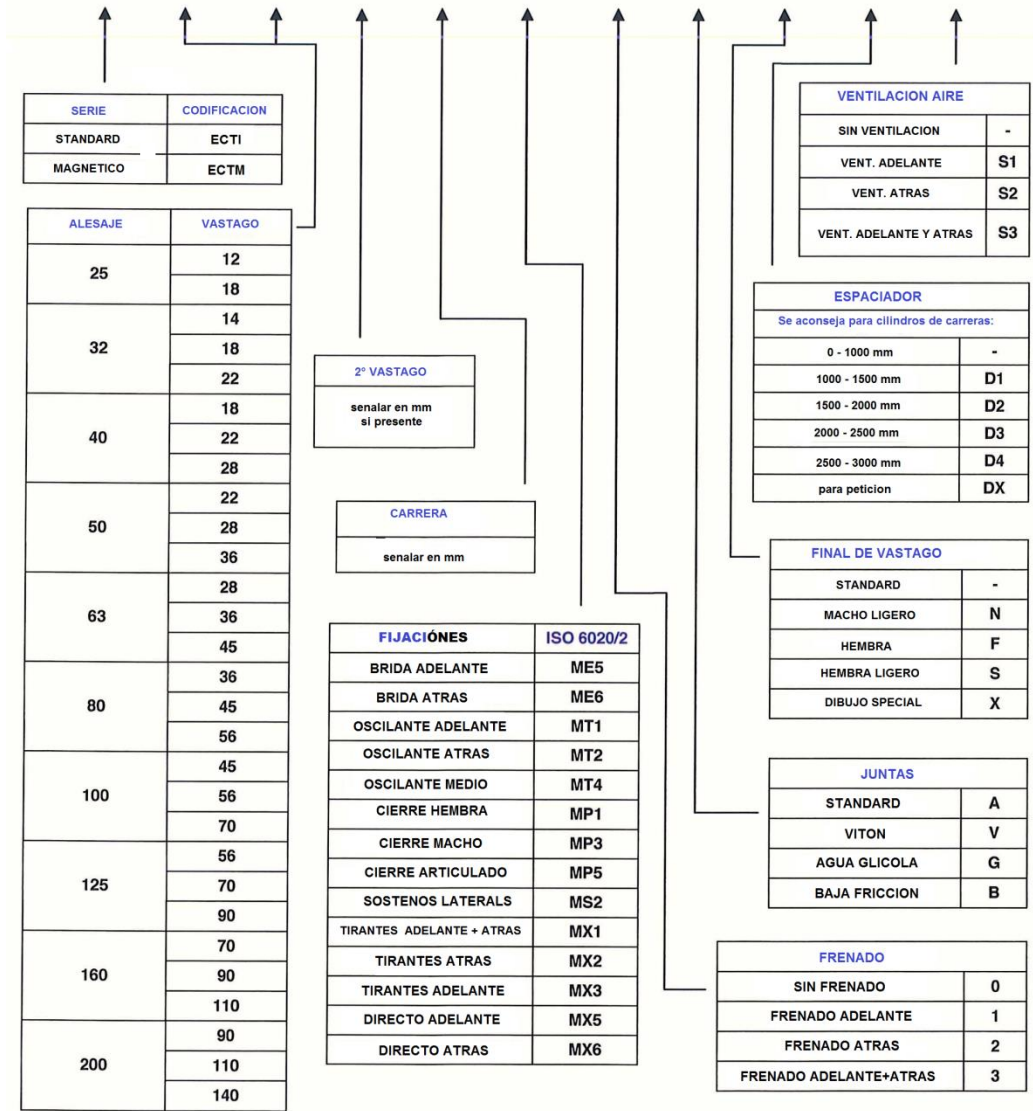 SERIE CODIFICACION
STANDARD ECTI
MAGNETICO ECTM
ALESAJE VASTAGO
25 12
18
32 14
18
22
40 18
22
28
50 22
28
36
63 28
36
45
80 36
45
56
100 45
56
70
125 56
70
90
160 70
90
110
200 90
110
140
2º VASTAGO
senalar en mm
si presente
CARRERA
senalar en mm
FIJACIÓNES ISO 6020/2
BRIDA ADELANTE ME5
BRIDA ATRAS ME6
OSCILANTE ADELANTE MT1
OSCILANTE ATRAS MT2
OSCILANTE MEDIO MT4
CIERRE HEMBRA MP1
CIERRE MACHO MP3
CIERRE ARTICULADO MP5
SOSTENOS LATERALS MS2
TIRANTES ADELANTE + ATRAS MX1
TIRANTES ATRAS MX2
TIRANTES ADELANTE MX3
DIRECTO ADELANTE MX5
DIRECTO ATRAS MX6
VENTILACION AIRE
SIN VENTILACION -
VENT. ADELANTE S1
VENT. ATRAS S2
VENT. ADELANTE Y ATRAS S3
ESPACIADOR
Se aconseja para cilindros de carreras:
0 - 1000 mm -
1000 - 1500 mm D1
1500 - 2000 mm D2
2000 - 2500 mm D3
2500 - 3000 mm D4
para peticion DX
FINAL DE VASTAGO
STANDARD -
MACHO LIGERO N
HEMBRA F
HEMBRA LIGERO S
DIBUJO SPECIAL X
JUNTAS
STANDARD A
VITON V
AGUA GLICOLA G
BAJA FRICCION B
FRENADO
SIN FRENADO 0
FRENADO ADELANTE 1
FRENADO ATRAS 2
FRENADO ADELANTE+ATRAS 3